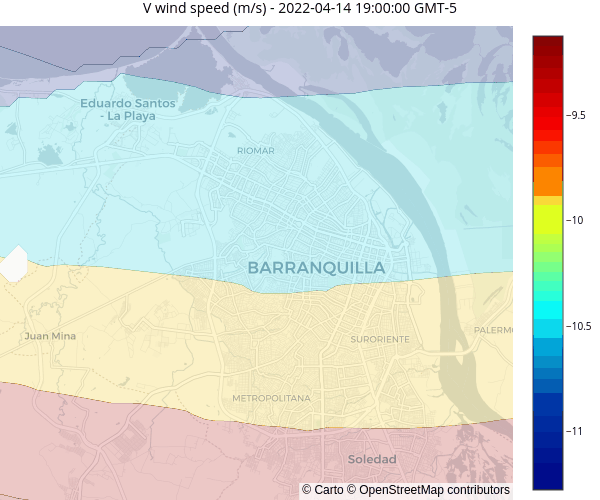 V wind speed (m/s) - 2022-04-14 19:00:00 GMT-5
Eduardo Santos
- La Playa
RIOMAR
BARRANQUILLA
Juan Mina
SURORIENTE
PALERMO
METROPOLITANA
Soledad
−9.5
−10
−10.5
−11
© Carto © OpenStreetMap contributors